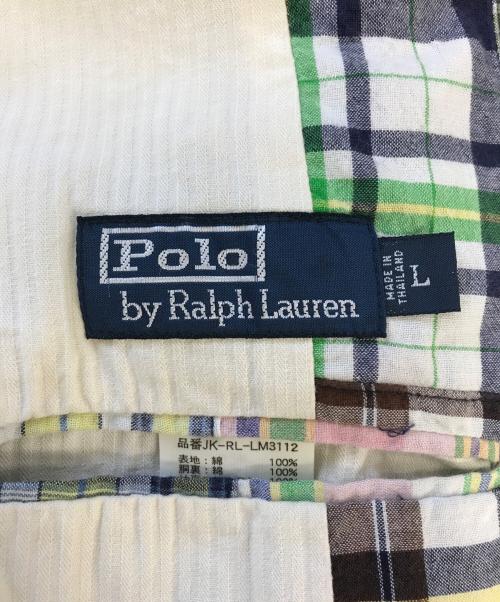 Polo
by Ralph Lauren
MADE IN
THAILAND
L
品番JK-RL-LM3112
表地：綿 100%
胴裏：綿 100%